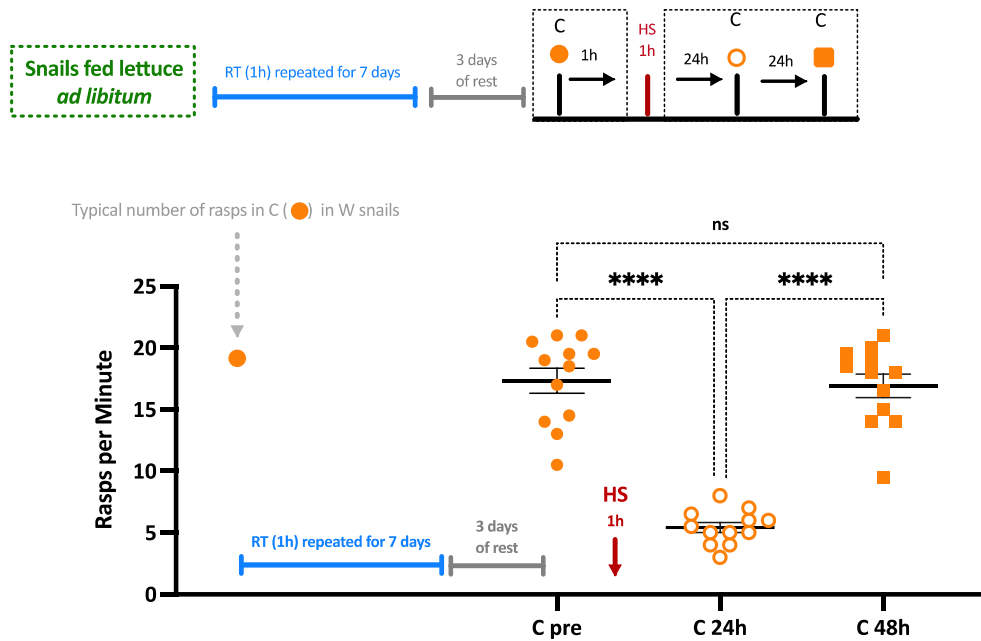 Snails fed lettuce
ad libitum
RT (1h) repeated for 7 days
3 days
of rest
C
1h
HS
1h
24h
C
24h
C
Typical number of rasps in C ( ) in W snails
ns
****
****
Rasps per Minute
25
20
15
10
5
0
RT (1h) repeated for 7 days
3 days
of rest
HS
1h
C pre
C 24h
C 48h